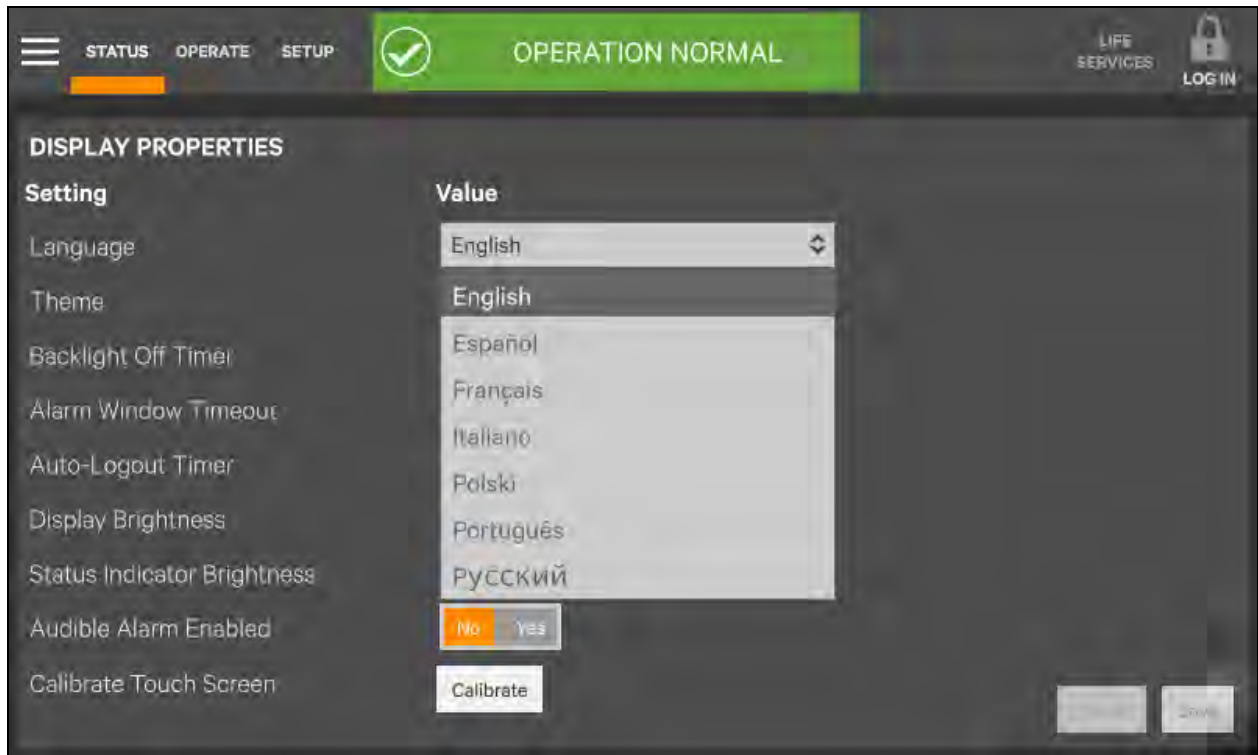 STATUS OPERATE SETUP OPERATION NORMAL LIFE SERVICES LOG IN
DISPLAY PROPERTIES
Setting Value
Language English
Theme English
Español
Backlight Off Timer
Français
Alarm Window Timeout
Italiano
Auto-Logout Timer
Polski
Display Brightness
Português
Status Indicator Brightness
Русский
Audible Alarm Enabled No Yes
Calibrate Touch Screen Calibrate
Save